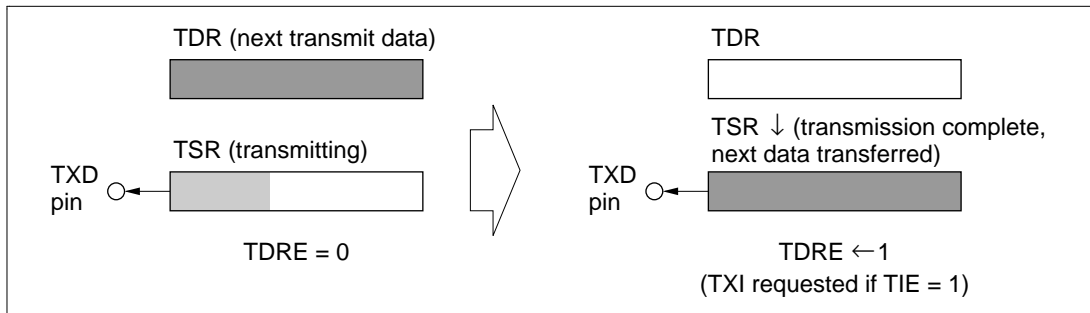 TDR (next transmit data)
TSR (transmitting)
TXD
pin
TDRE = 0
TDR
TSR ↓ (transmission complete,
next data transferred)
TXD
pin
TDRE ← 1
(TXI requested if TIE = 1)